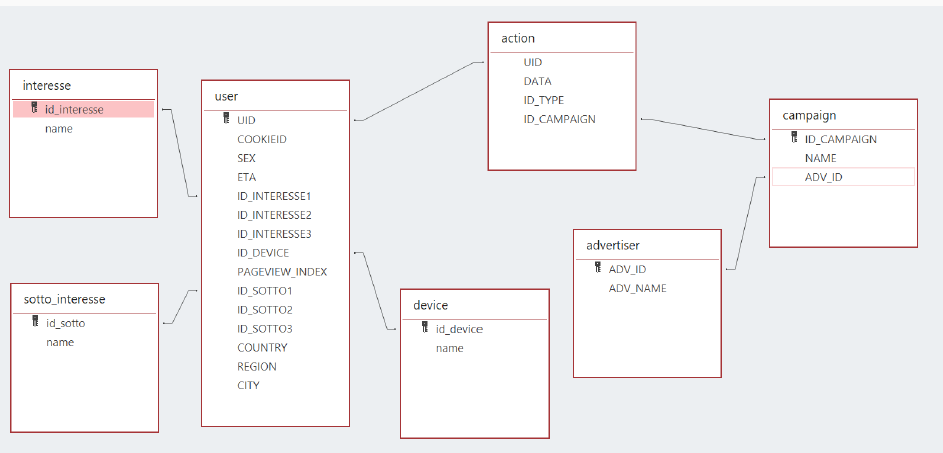 interesse
id_interesse
name
user
UID
COOKIEID
SEX
ETA
ID_INTERESSE1
ID_INTERESSE2
ID_INTERESSE3
ID_DEVICE
PAGEVIEW_INDEX
ID_SOTTO1
ID_SOTTO2
ID_SOTTO3
COUNTRY
REGION
CITY
action
UID
DATA
ID_TYPE
ID_CAMPAIGN
campaign
ID_CAMPAIGN
NAME
ADV_ID
advertiser
ADV_ID
ADV_NAME
sotto_interesse
id_sotto
name
device
id_device
name